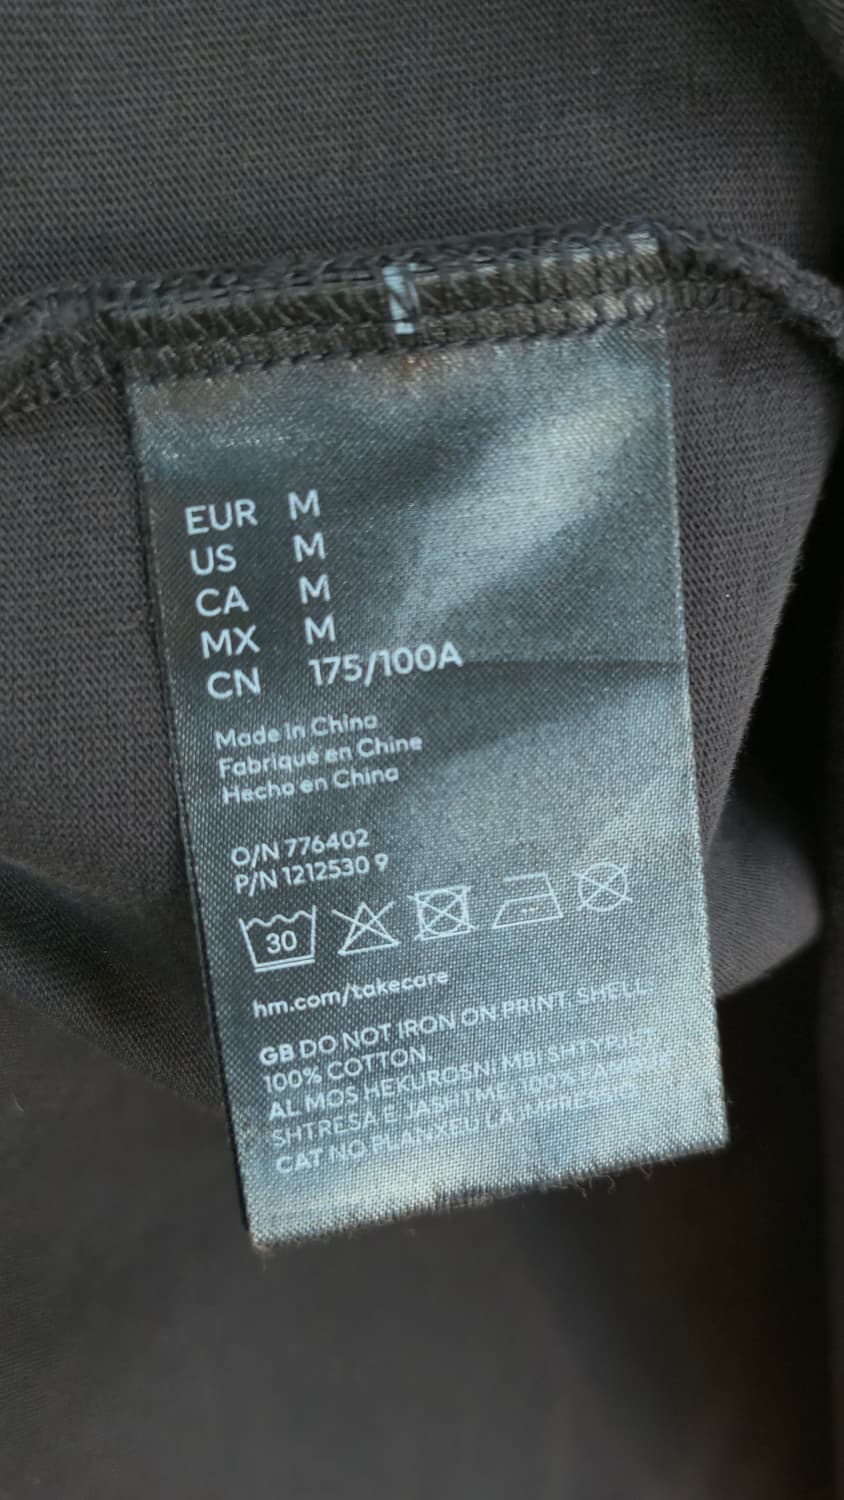 EUR M
US M
CA M
MX M
CN 175/100A
Made in China
Fabriqué en Chine
Hecho en China
O/N 776402
P/N 1212530 9
30
hm.com/takecare
GB DO NOT IRON ON PRINT. SHELL:
100% COTTON.
AL MOS HEKUROSNI MBI SHTYPJET.
SHTRESA E JASHTME: 100%
CAT NO PLANXEU LA IMPRESSIÓ.